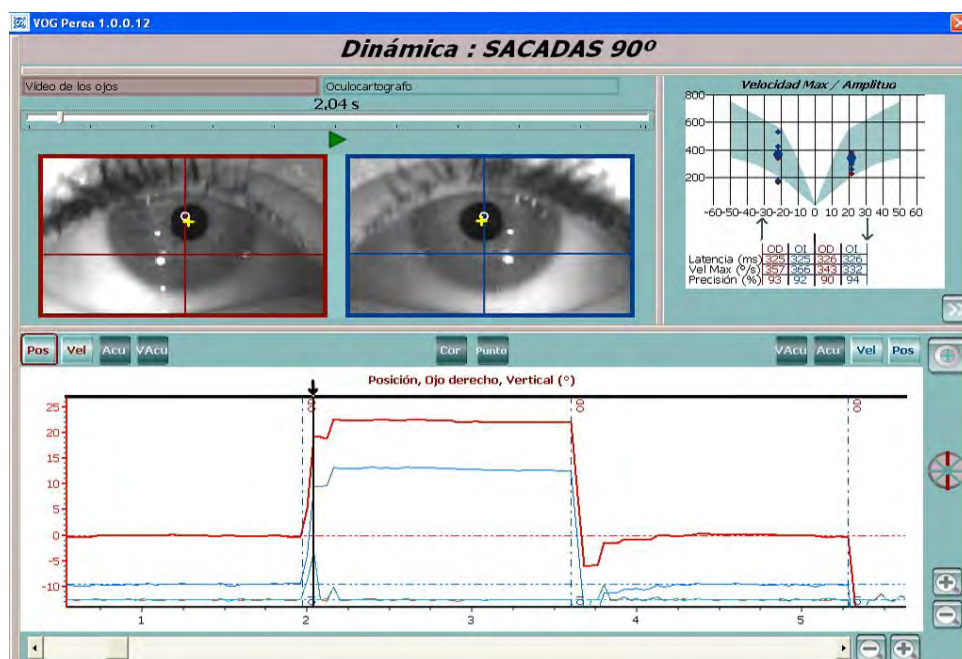 VOG Perea 1.0.0.12
Dinámica : SACADAS 90º
Vídeo de los ojos
Oculocartografo
2,04 s
Velocidad Max / Amplitud
800
600
400
200
-60-50-40-30-20-10 0 10 20 30 40 50 60
OD OI OD OI
Latencia (ms) 325 325 326 326
Vel Max (º/s) 357 366 343 332
Precisión (%) 93 92 90 94
Pos Vel Acu VAcu Cor Punto VAcu Acu Vel Pos
Posición, Ojo derecho, Vertical (°)
25
20
15
10
5
0
-5
-10
OD OD OD
1 2 3 4 5